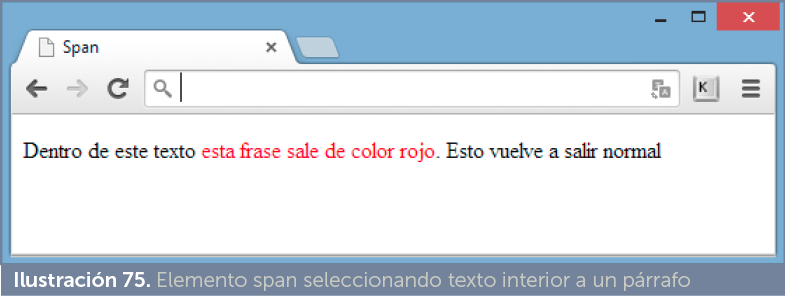 Span
K
Dentro de este texto esta frase sale de color rojo. Esto vuelve a salir normal
Ilustración 75. Elemento span seleccionando texto interior a un párrafo